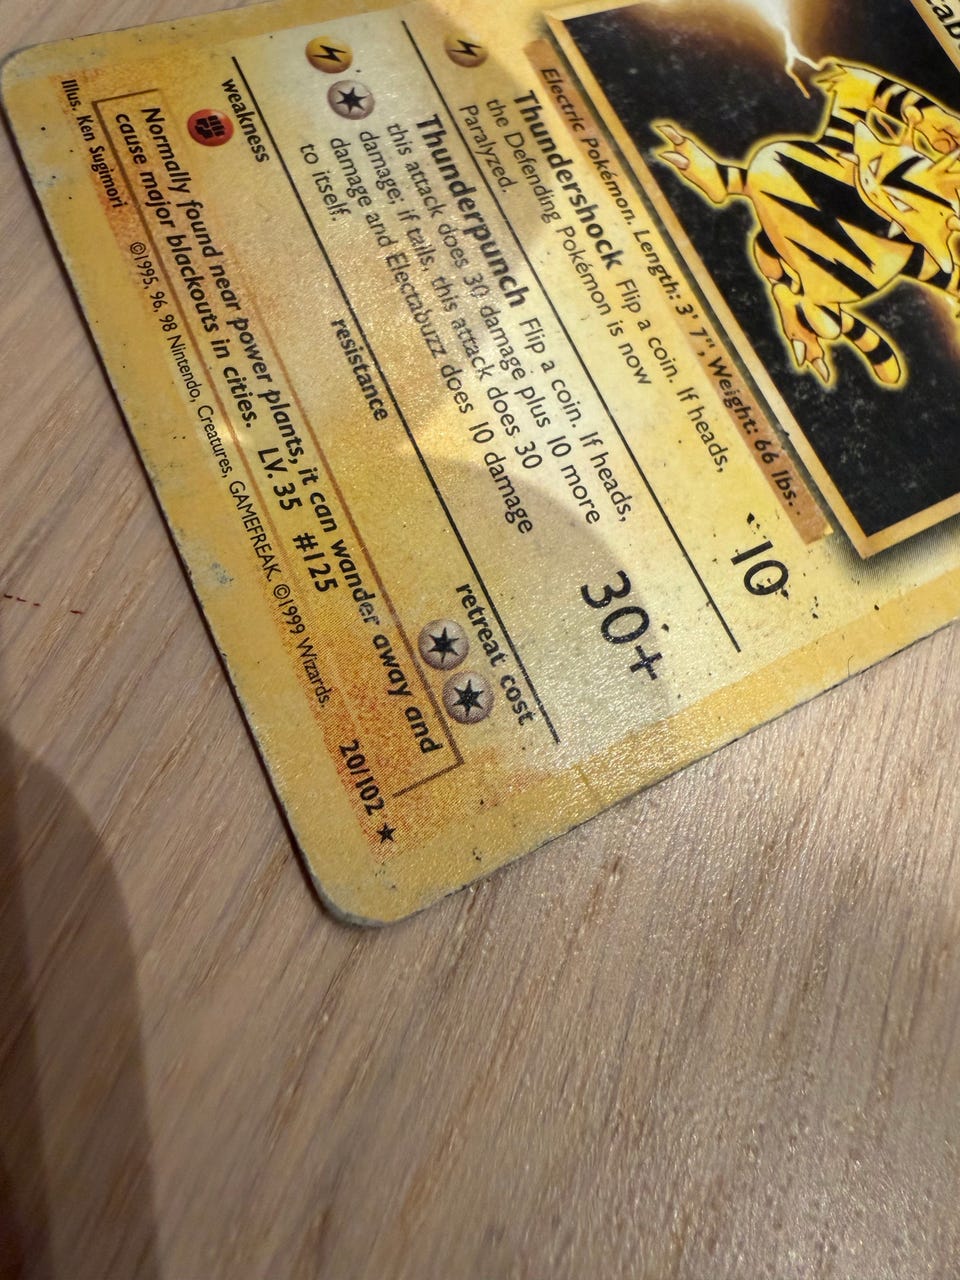 Electric Pokémon. Length: 3' 7", Weight: 66 lbs.
Thundershock Flip a coin. If heads,
the Defending Pokémon is now
Paralyzed.
10
Thunderpunch Flip a coin. If heads,
this attack does 30 damage plus 10 more
damage; if tails, this attack does 30
damage and Electabuzz does 10 damage
to itself.
30+
weakness
resistance
retreat cost
Normally found near power plants, it can wander away and
cause major blackouts in cities. LV. 35 #125
Illus. Ken Sugimori
©1995, 96, 98 Nintendo, Creatures, GAMEFREAK. ©1999 Wizards.
20/102 ★